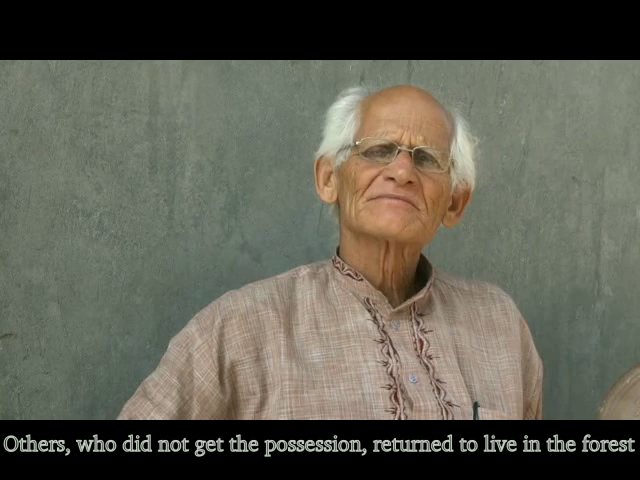 Others, who did not get the possession, returned to live in the forest